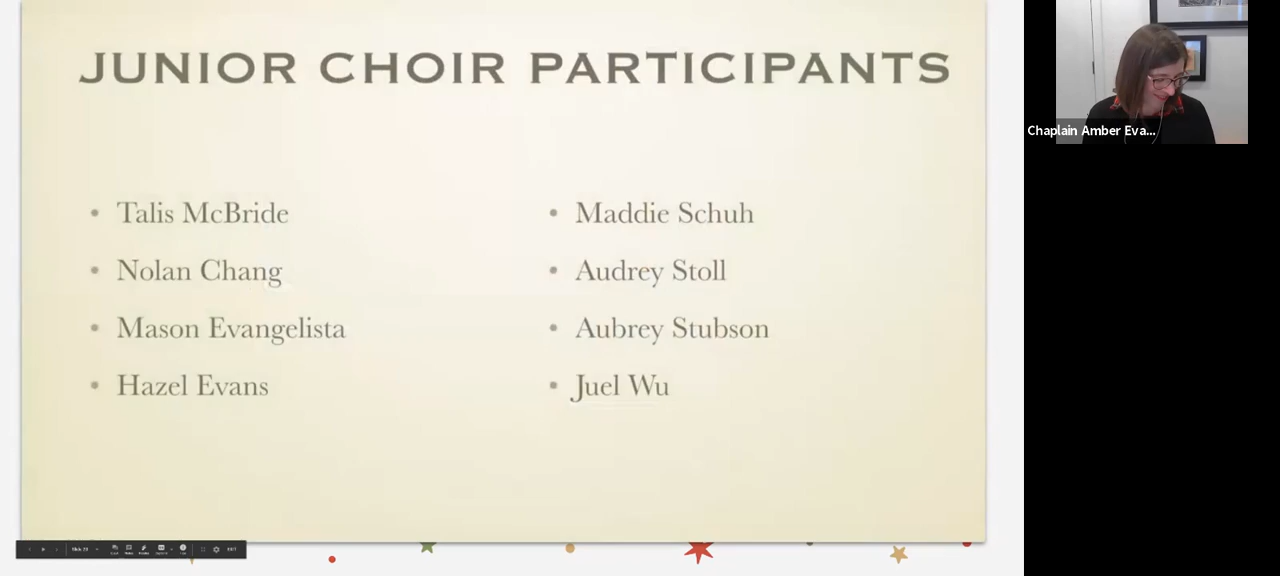 JUNIOR CHOIR PARTICIPANTS
Talis McBride
Nolan Chang
Mason Evangelista
Hazel Evans
Maddie Schuh
Audrey Stoll
Aubrey Stubson
Juel Wu
Chaplain Amber Eva...